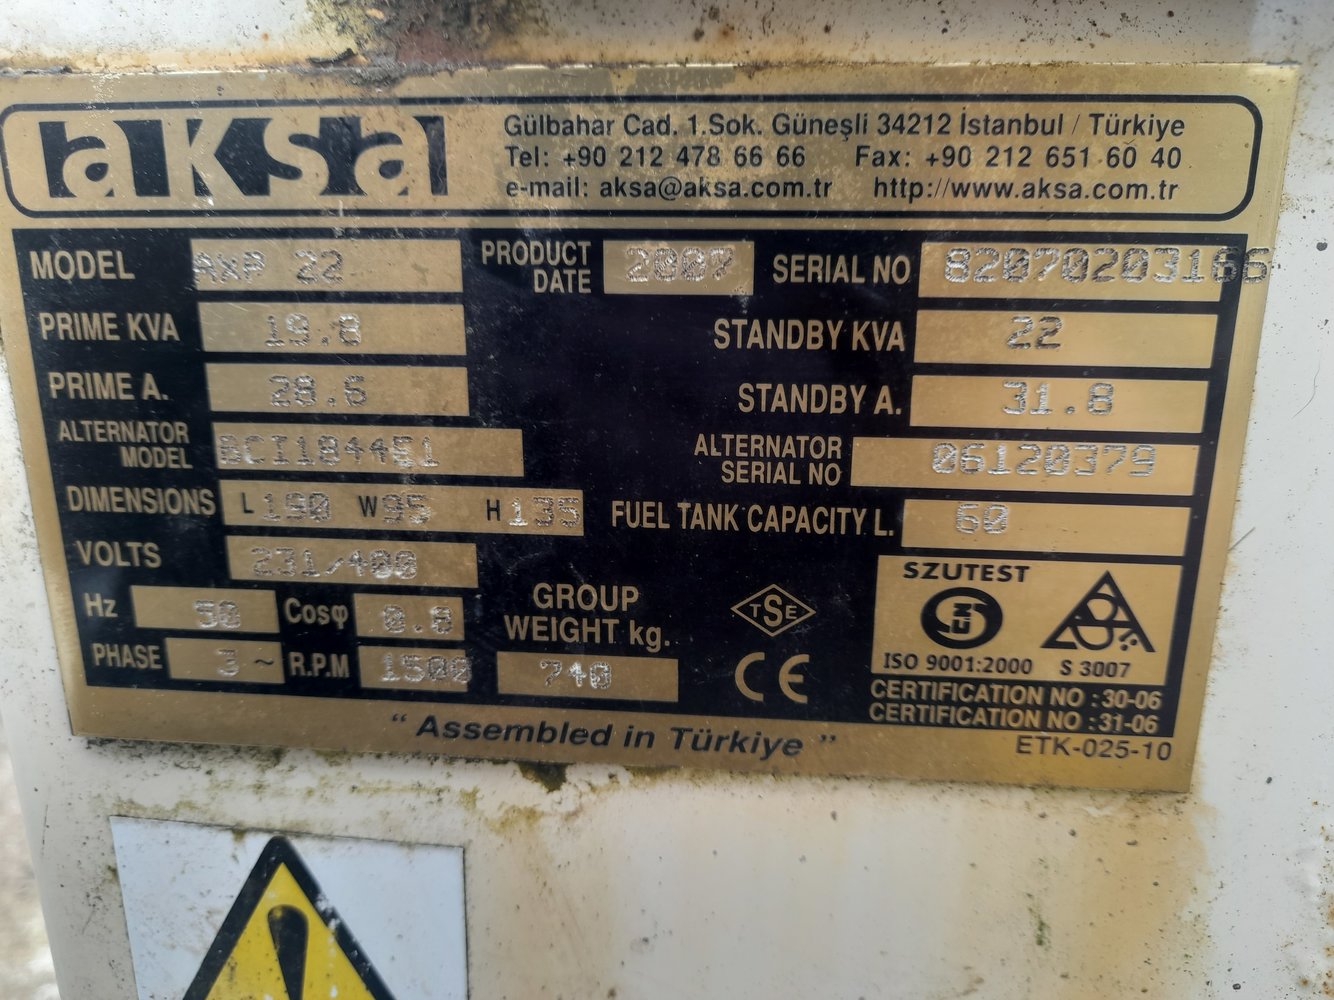 aksa
Gülbahar Cad. 1.Sok. Güneşli 34212 İstanbul / Türkiye
Tel: +90 212 478 66 66 Fax: +90 212 651 60 40
e-mail: aksa@aksa.com.tr http://www.aksa.com.tr
MODEL AXP 22 PRODUCT DATE 2007 SERIAL NO 82070203166
PRIME KVA 19.8 STANDBY KVA 22
PRIME A. 28.6 STANDBY A. 31.8
ALTERNATOR MODEL BCI1844E1 ALTERNATOR SERIAL NO 06120379
DIMENSIONS L 190 W 95 H 135 FUEL TANK CAPACITY L. 60
VOLTS 231/400
Hz 50 Cosφ 0.8 GROUP WEIGHT kg. 740
PHASE 3 ~ R.P.M 1500
TSE
CE
SZUTEST
ISO 9001:2000 S 3007
CERTIFICATION NO : 30-06
CERTIFICATION NO : 31-06
" Assembled in Türkiye "
ETK-025-10